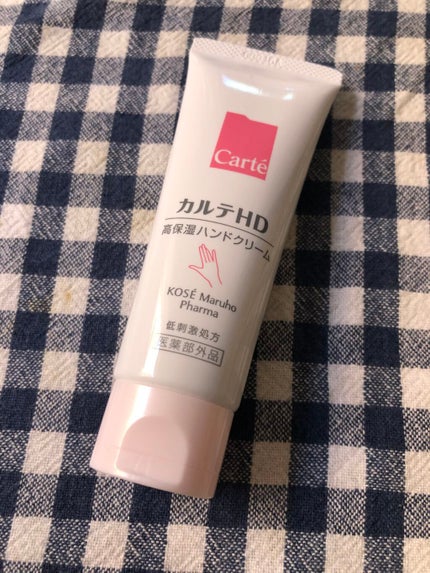 Carté
カルテHD
高保湿ハンドクリーム
KOSÉ Maruho
Pharma
低刺激処方
医薬部外品